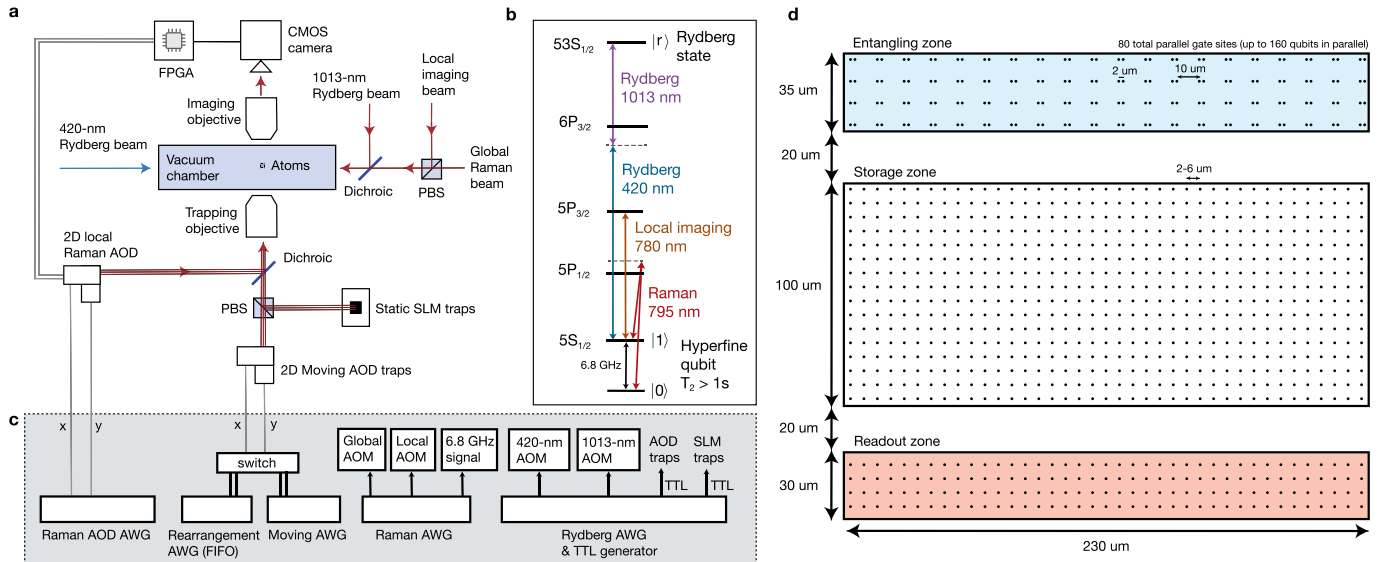 a
FPGA
CMOS
camera
Imaging
objective
1013-nm
Rydberg beam
Local
imaging
beam
420-nm
Rydberg beam
Vacuum
chamber
Atoms
Dichroic
PBS
Global
Raman
beam
Trapping
objective
2D local
Raman AOD
Dichroic
PBS
Static SLM traps
2D Moving AOD traps
b
53S1/2
|r⟩
Rydberg
state
Rydberg
1013 nm
6P3/2
Rydberg
420 nm
5P3/2
Local imaging
780 nm
5P1/2
Raman
795 nm
5S1/2
|1⟩
6.8 GHz
Hyperfine
qubit
T2 > 1s
|0⟩
c
x
y
x
y
switch
Global
AOM
Local
AOM
6.8 GHz
signal
420-nm
AOM
1013-nm
AOM
AOD
traps
SLM
traps
TTL
TTL
Raman AOD AWG
Rearrangement
AWG (FIFO)
Moving AWG
Raman AWG
Rydberg AWG
& TTL generator
d
Entangling zone
80 total parallel gate sites (up to 160 qubits in parallel)
2 um
10 um
35 um
20 um
Storage zone
2-6 um
100 um
20 um
Readout zone
30 um
230 um